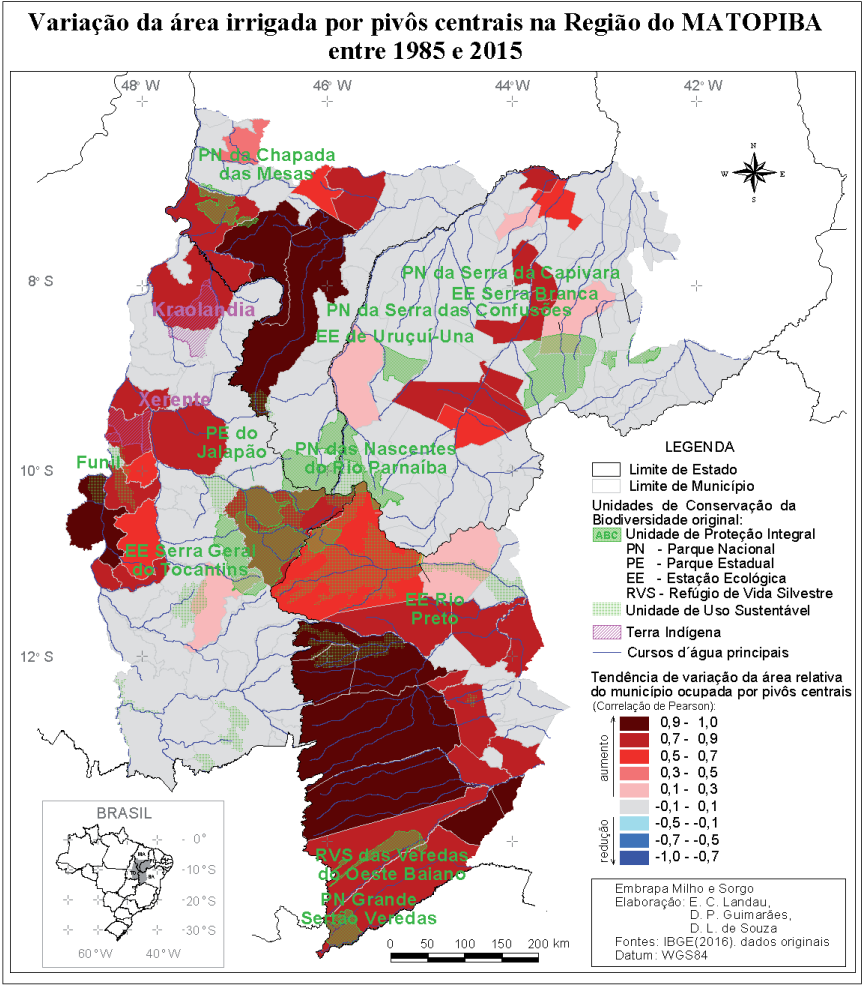 Variação da área irrigada por pivôs centrais na Região do MATOPIBA
entre 1985 e 2015
48° W
46° W
44° W
42° W
N
W
E
S
PN da Chapada
das Mesas
8° S
PN da Serra da Capivara
EE Serra Branca
Kraolandia
PN da Serra das Confusões
EE de Uruçuí-Una
Xerente
PE do
Jalapão
PN das Nascentes
do Rio Parnaíba
Funil
10° S
EE Serra Geral
do Tocantins
EE Rio
Preto
12° S
RVS das Veredas
do Oeste Baiano
PN Grande
Sertão Veredas
LEGENDA
Limite de Estado
Limite de Município
Unidades de Conservação da
Biodiversidade original:
ABC Unidade de Proteção Integral
PN - Parque Nacional
PE - Parque Estadual
EE - Estação Ecológica
RVS - Refúgio de Vida Silvestre
Unidade de Uso Sustentável
Terra Indígena
Cursos d´água principais
Tendência de variação da área relativa
do município ocupada por pivôs centrais
(Correlação de Pearson):
aumento
0,9 - 1,0
0,7 - 0,9
0,5 - 0,7
0,3 - 0,5
0,1 - 0,3
-0,1 - 0,1
redução
-0,5 - -0,1
-0,7 - -0,5
-1,0 - -0,7
BRASIL
MA
PI
TO
BA
- 0°
-10°S
-20°S
-30°S
60°W
40°W
0 50 100 150 200 km
Embrapa Milho e Sorgo
Elaboração: E. C. Landau,
D. P. Guimarães,
D. L. de Souza
Fontes: IBGE(2016). dados originais
Datum: WGS84